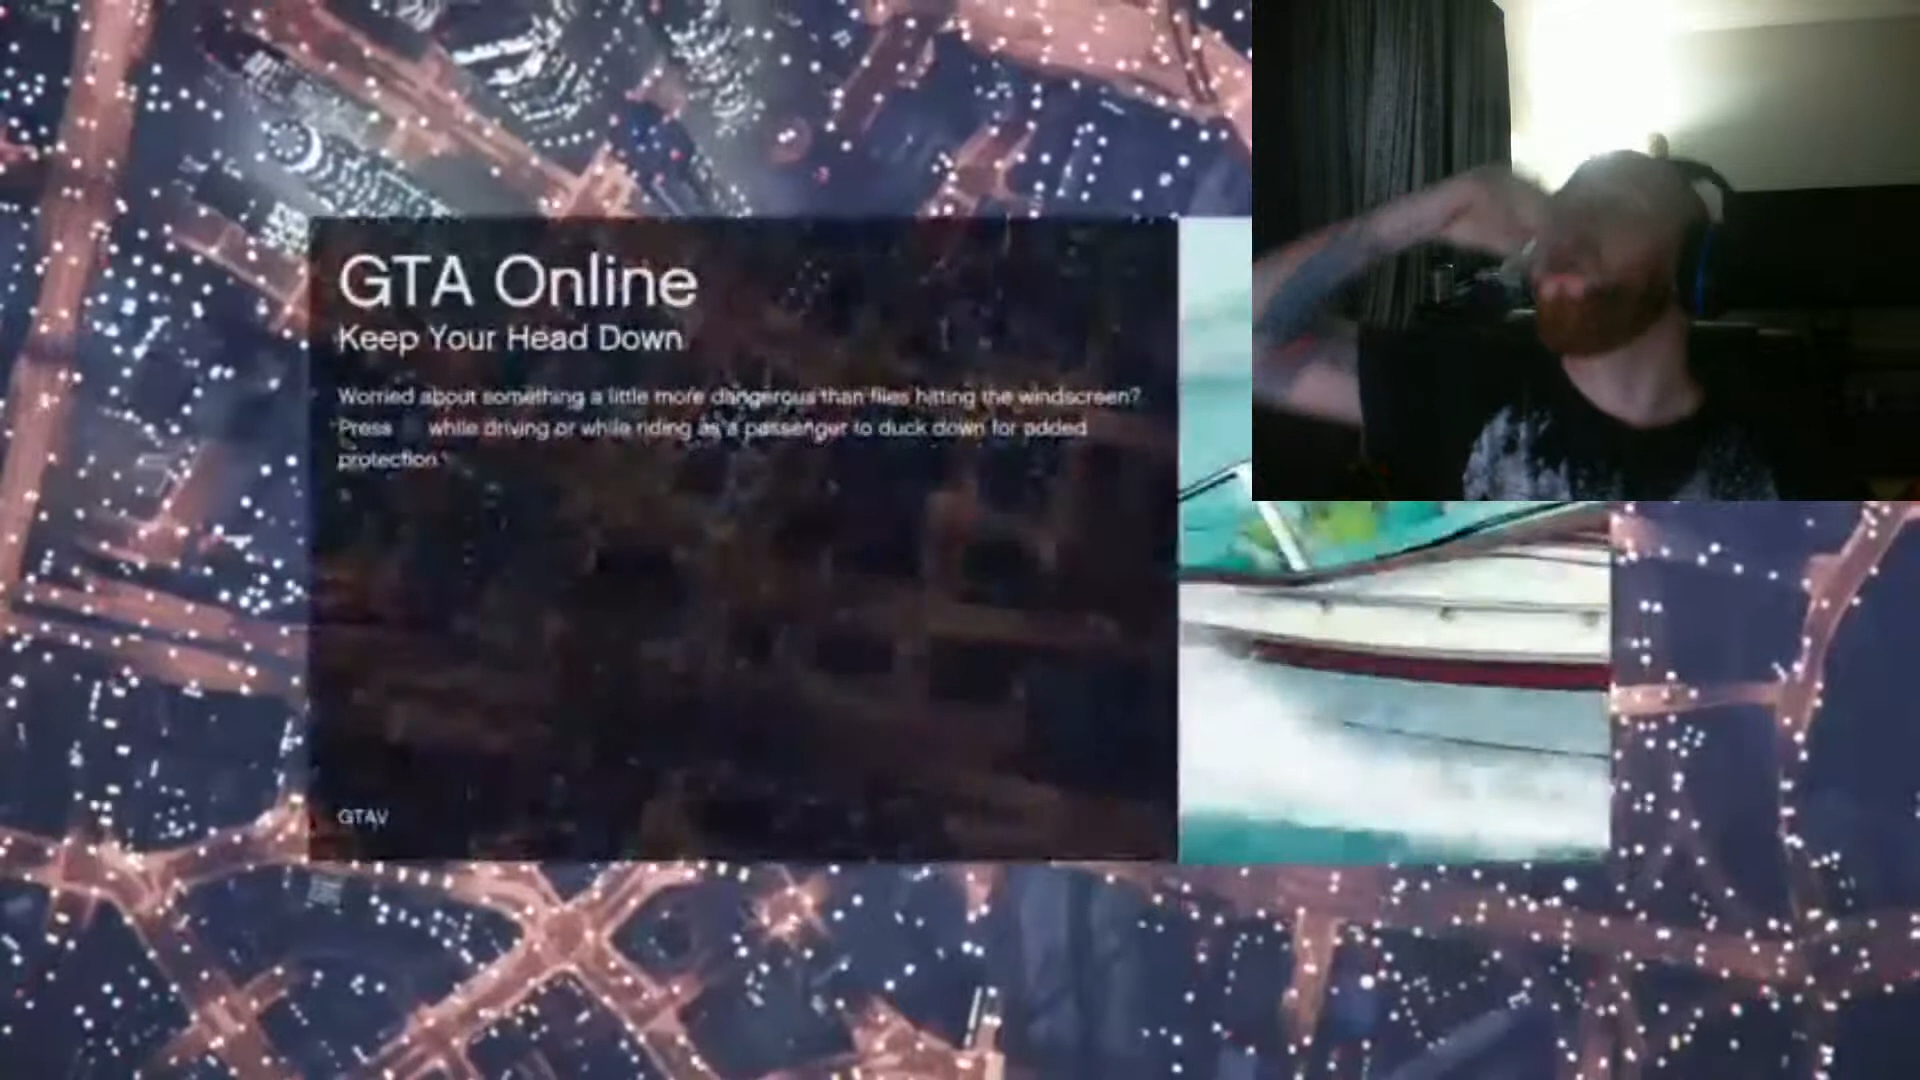 GTA Online
Keep Your Head Down
Worried about something a little more dangerous than flies hitting the windscreen?
Press while driving or while riding as a passenger to duck down for added
protection.
GTAV